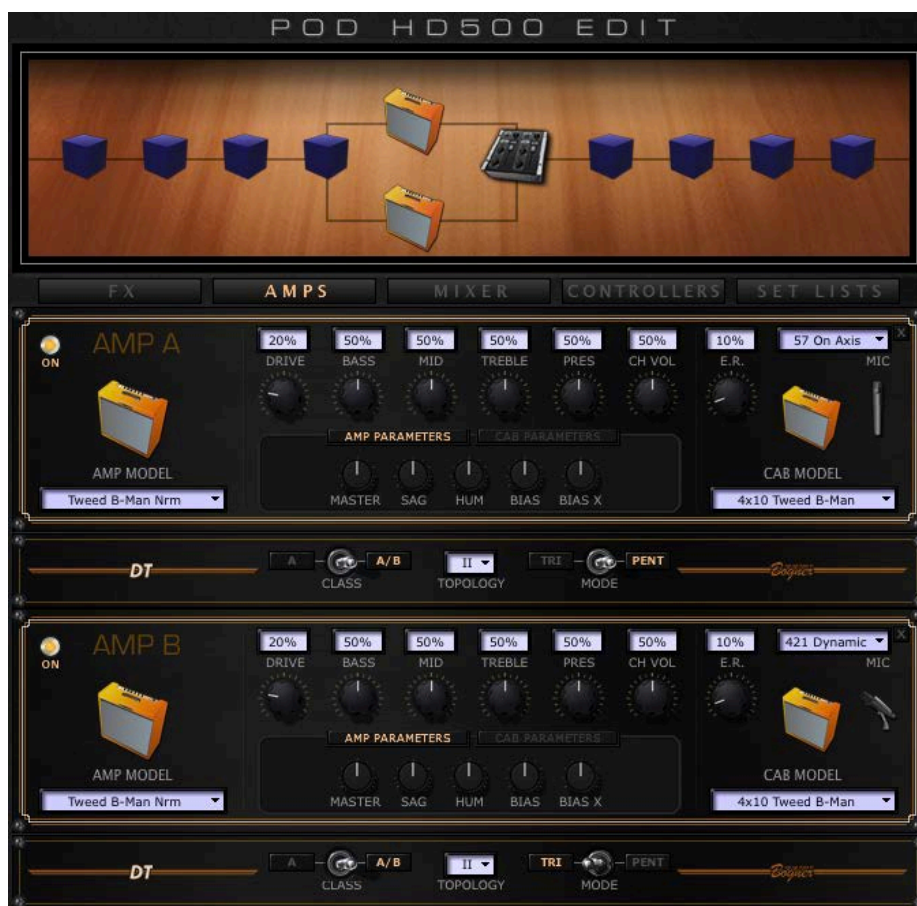 POD HD500 EDIT
FX AMPS MIXER CONTROLLERS SET LISTS
AMP A 20% 50% 50% 50% 50% 50% 10% 57 On Axis X
ON DRIVE BASS MID TREBLE PRES CH VOL E.R. MIC
AMP PARAMETERS CAB PARAMETERS
AMP MODEL CAB MODEL
Tweed B-Man Nrm MASTER SAG HUM BIAS BIAS X 4x10 Tweed B-Man
DT A A/B II TRI PENT Bogner
CLASS TOPOLOGY MODE
AMP B 20% 50% 50% 50% 50% 50% 10% 421 Dynamic X
ON DRIVE BASS MID TREBLE PRES CH VOL E.R. MIC
AMP PARAMETERS CAB PARAMETERS
AMP MODEL CAB MODEL
Tweed B-Man Nrm MASTER SAG HUM BIAS BIAS X 4x10 Tweed B-Man
DT A A/B II TRI PENT Bogner
CLASS TOPOLOGY MODE